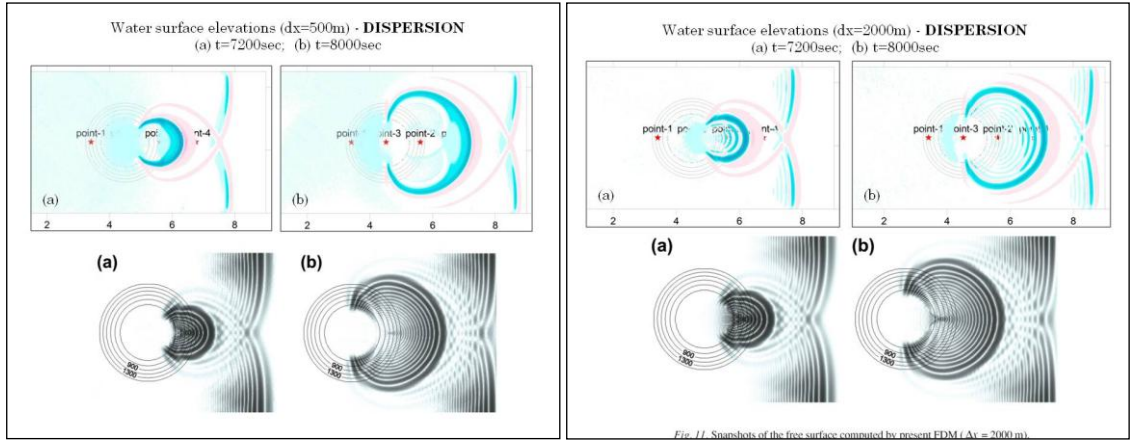 Water surface elevations (dx=500m) - DISPERSION
(a) t=7200sec; (b) t=8000sec
point-1 nt-4
(a)
2 4 6 8
point-3 point-2
(b)
2 4 6 8
(a) (b)
900
1300
900
1300
Water surface elevations (dx=2000m) - DISPERSION
(a) t=7200sec; (b) t=8000sec
point-1
(a)
2 4 6 8
point-1 point-3 point-2
(b)
2 4 6 8
(a) (b)
900
1300
900
1300
Fig. 11. Snapshots of the free surface computed by present FDM (Δx = 2000 m).